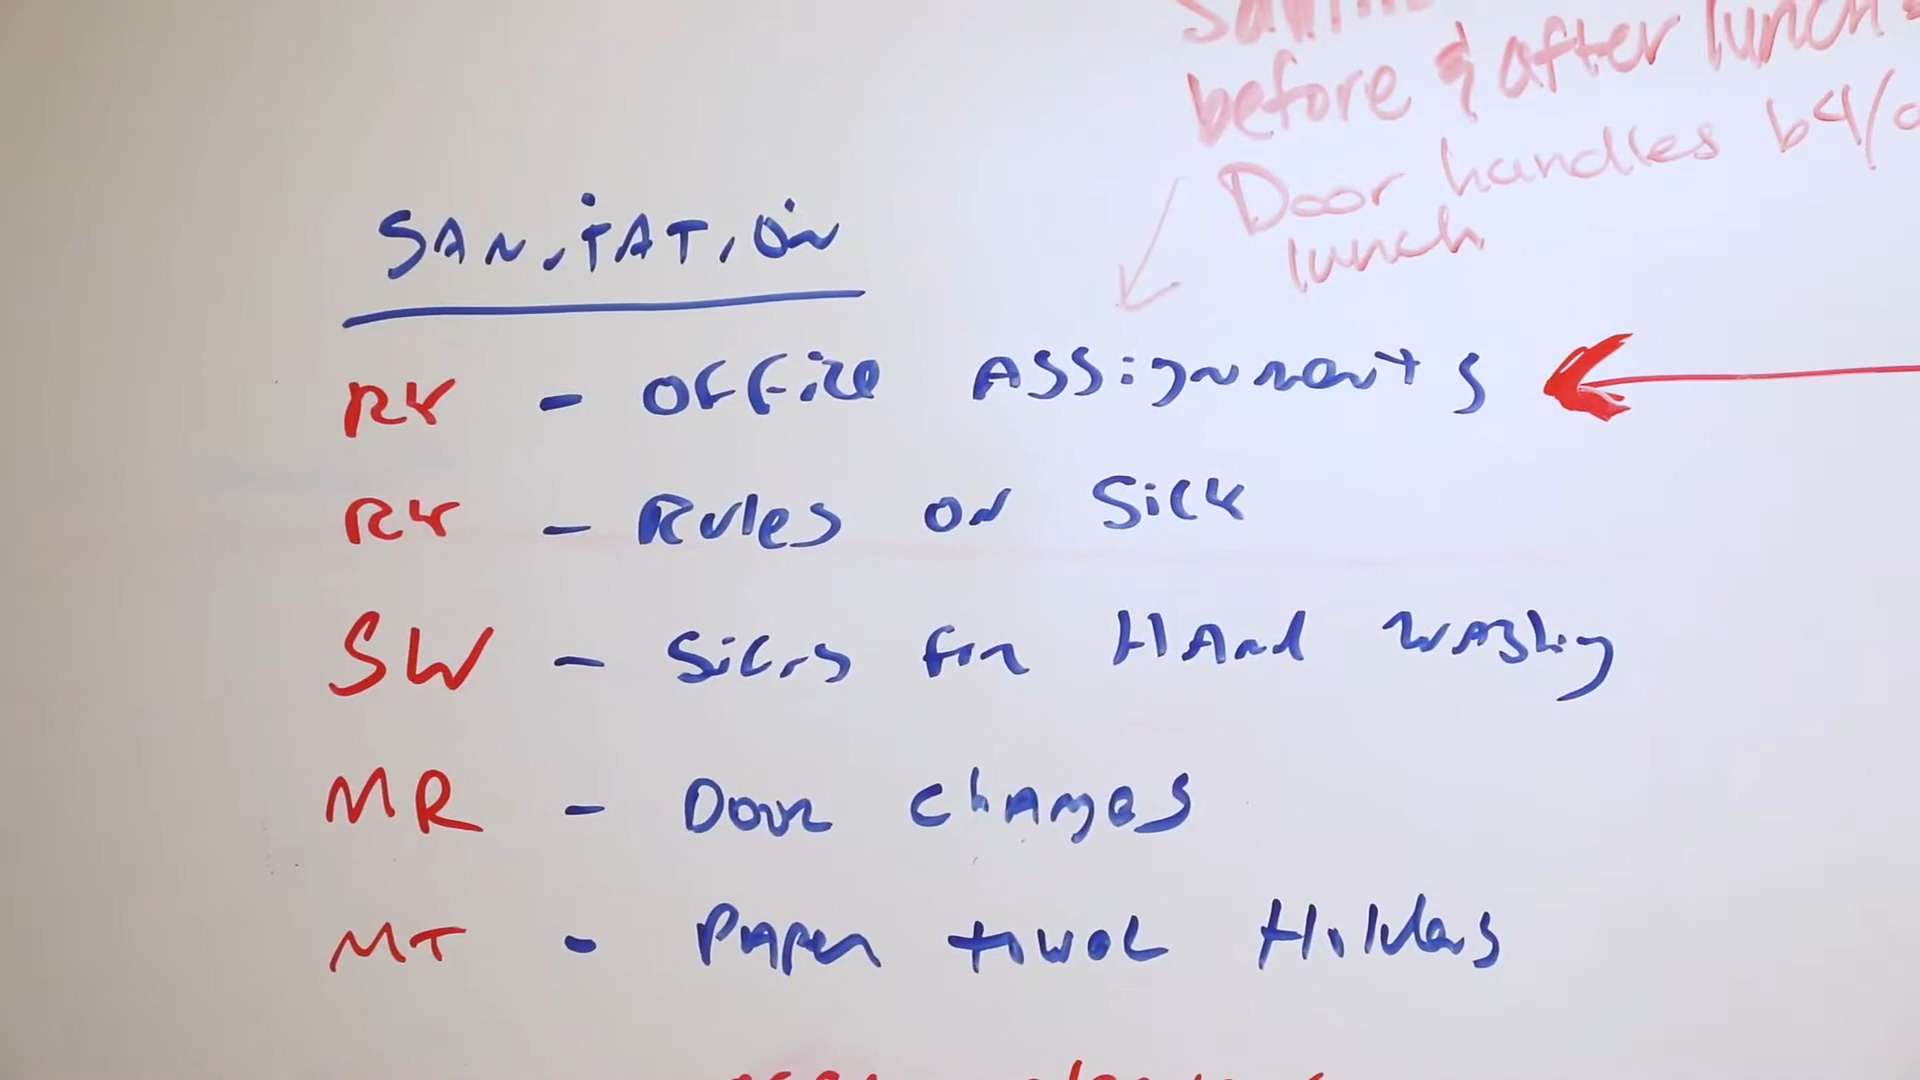 before & after lunch
Door handles b4/
lunch
SANITATION
RK - OFFICE ASSignments
RK - Rules on Sick
SW - Signs for HAnd wAshing
MR - Door ChAnges
MT - PAPer towel Holders